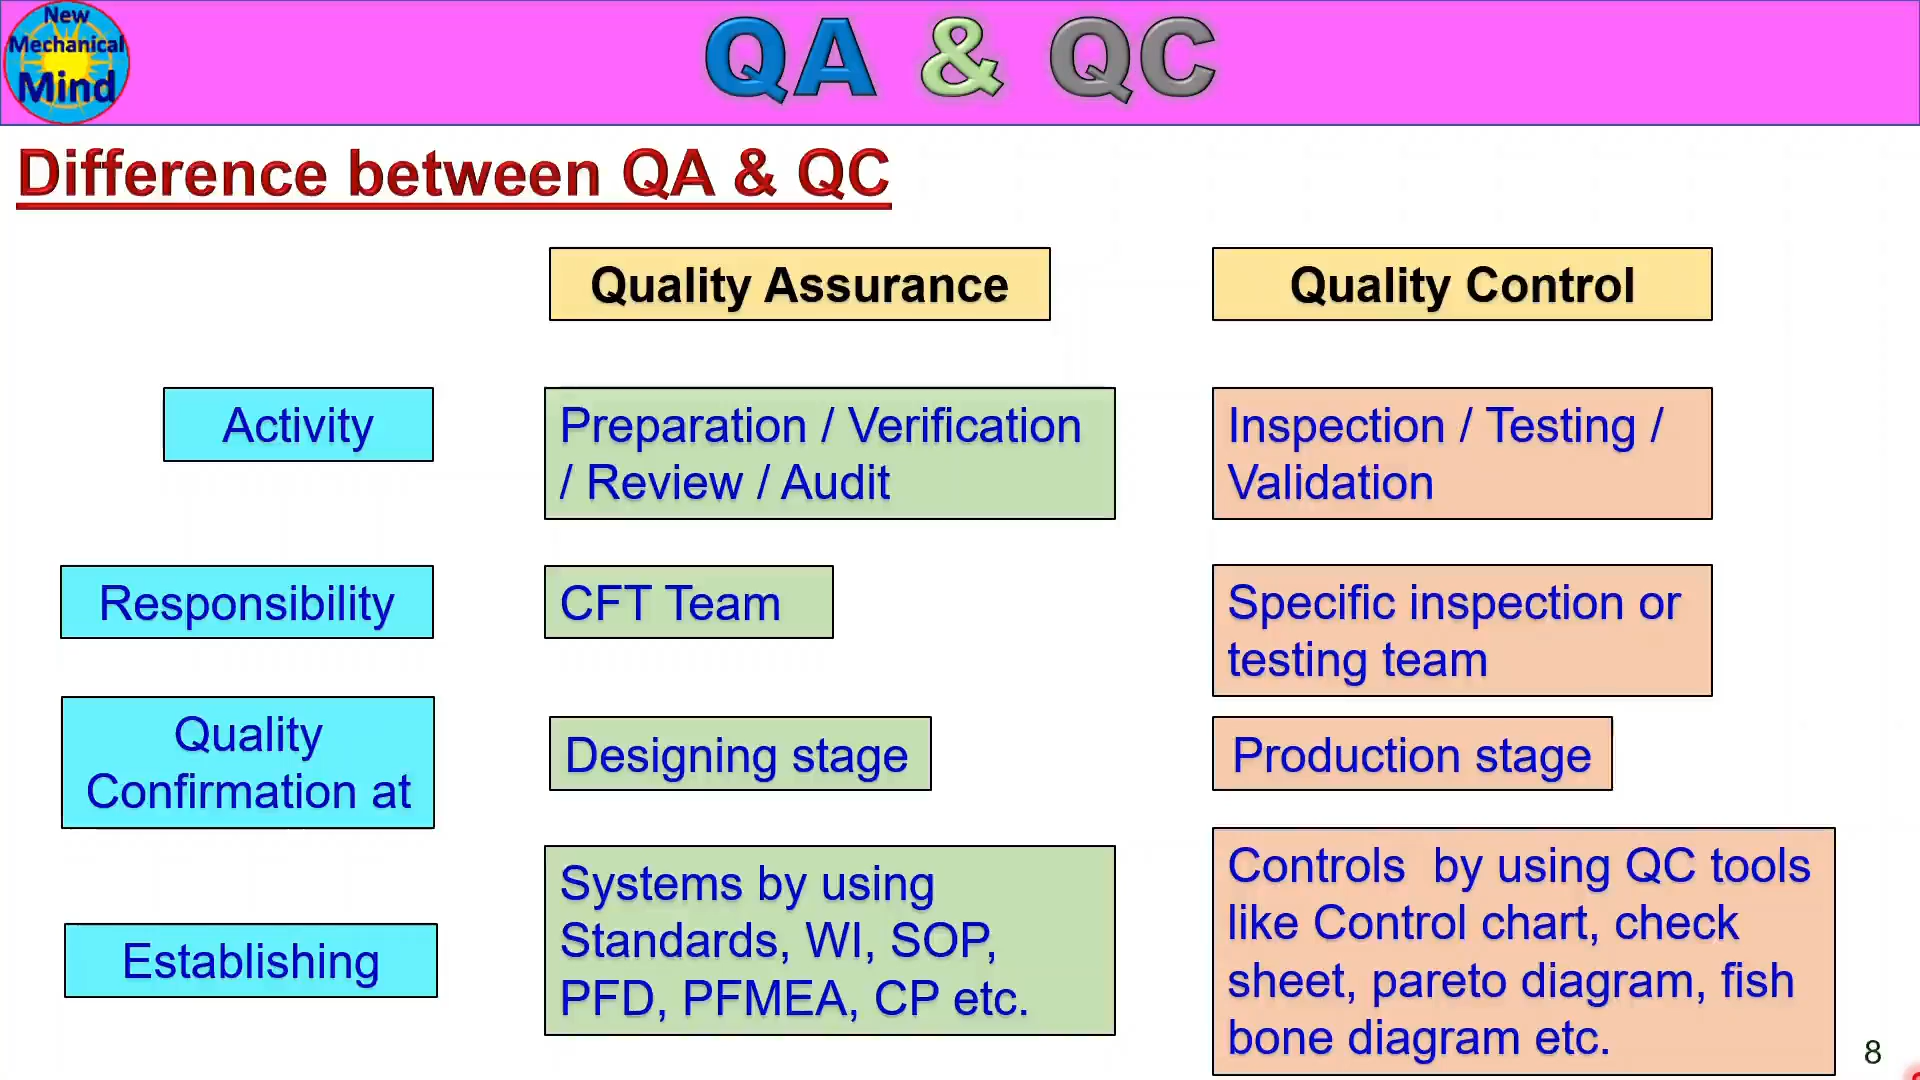 New
Mechanical
Mind
QA & QC
Difference between QA & QC
Quality Assurance
Quality Control
Activity
Preparation / Verification
/ Review / Audit
Inspection / Testing /
Validation
Responsibility
CFT Team
Specific inspection or
testing team
Quality
Confirmation at
Designing stage
Production stage
Establishing
Systems by using
Standards, WI, SOP,
PFD, PFMEA, CP etc.
Controls  by using QC tools
like Control chart, check
sheet, pareto diagram, fish
bone diagram etc.
8